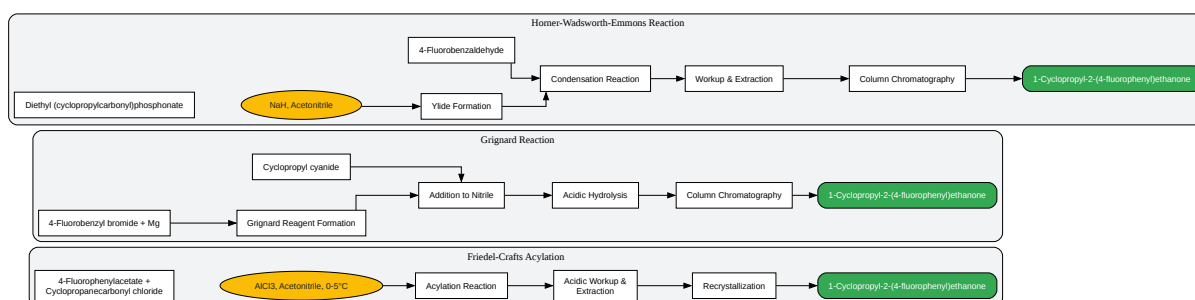 Horner-Wadsworth-Emmons Reaction
4-Fluorobenzaldehyde
Condensation Reaction
Workup & Extraction
Column Chromatography
1-Cyclopropyl-2-(4-fluorophenyl)ethanone
Diethyl (cyclopropylcarbonyl)phosphonate
NaH, Acetonitrile
Ylide Formation
Grignard Reaction
Cyclopropyl cyanide
Addition to Nitrile
Acidic Hydrolysis
Column Chromatography
1-Cyclopropyl-2-(4-fluorophenyl)ethanone
4-Fluorobenzyl bromide + Mg
Grignard Reagent Formation
Friedel-Crafts Acylation
4-Fluorophenylacetate +
Cyclopropanecarbonyl chloride
AlCl3, Acetonitrile, 0-5°C
Acylation Reaction
Acidic Workup &
Extraction
Recrystallization
1-Cyclopropyl-2-(4-fluorophenyl)ethanone